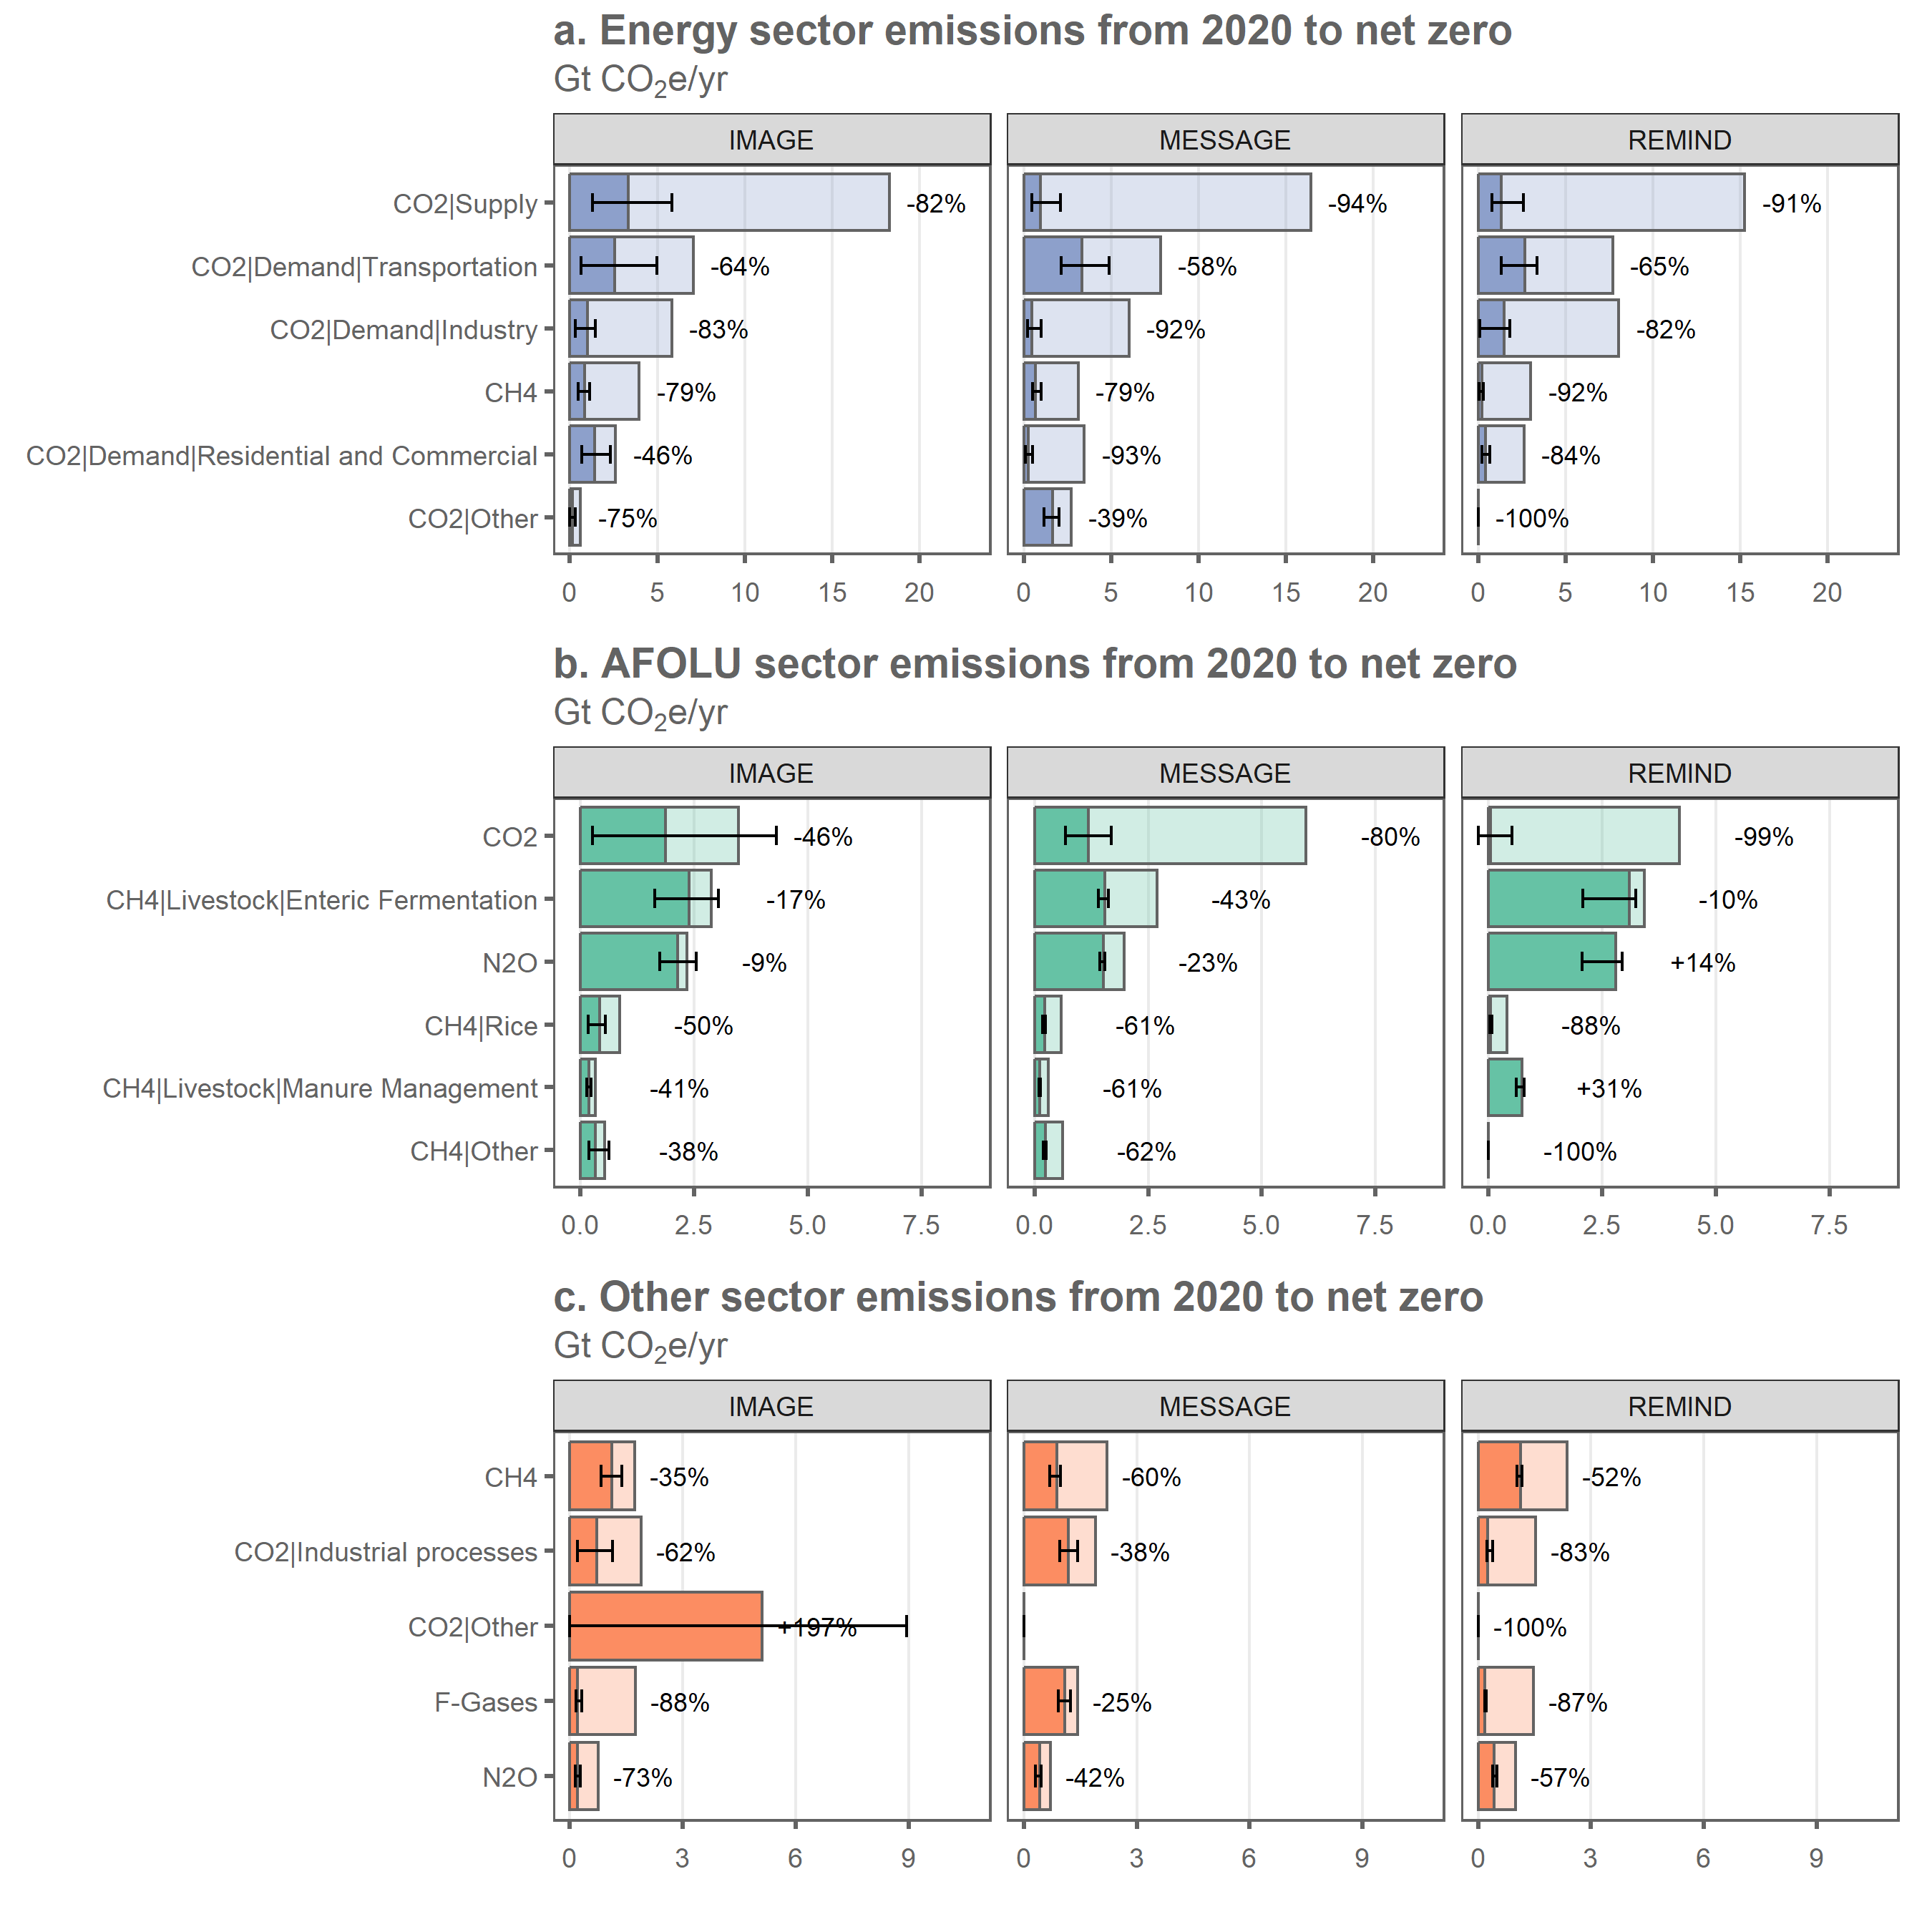 a. Energy sector emissions from 2020 to net zero
Gt CO₂e/yr
IMAGE MESSAGE REMIND
CO2|Supply -82% -94% -91%
CO2|Demand|Transportation -64% -58% -65%
CO2|Demand|Industry -83% -92% -82%
CH4 -79% -79% -92%
CO2|Demand|Residential and Commercial -46% -93% -84%
CO2|Other -75% -39% -100%
0 5 10 15 20 0 5 10 15 20 0 5 10 15 20
b. AFOLU sector emissions from 2020 to net zero
Gt CO₂e/yr
IMAGE MESSAGE REMIND
CO2 -46% -80% -99%
CH4|Livestock|Enteric Fermentation -17% -43% -10%
N2O -9% -23% +14%
CH4|Rice -50% -61% -88%
CH4|Livestock|Manure Management -41% -61% +31%
CH4|Other -38% -62% -100%
0.0 2.5 5.0 7.5 0.0 2.5 5.0 7.5 0.0 2.5 5.0 7.5
c. Other sector emissions from 2020 to net zero
Gt CO₂e/yr
IMAGE MESSAGE REMIND
CH4 -35% -60% -52%
CO2|Industrial processes -62% -38% -83%
CO2|Other +197% -100%
F-Gases -88% -25% -87%
N2O -73% -42% -57%
0 3 6 9 0 3 6 9 0 3 6 9